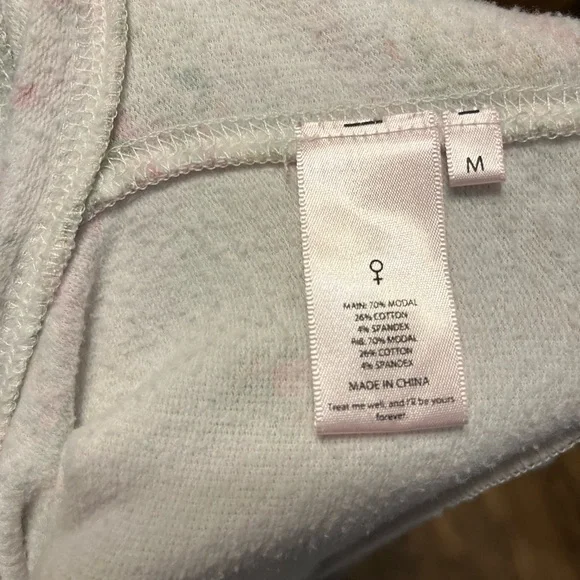 M
MAIN: 70% MODAL
26% COTTON
4% SPANDEX
RIB: 70% MODAL
26% COTTON
4% SPANDEX
MADE IN CHINA
Treat me well, and I'll be yours
forever.